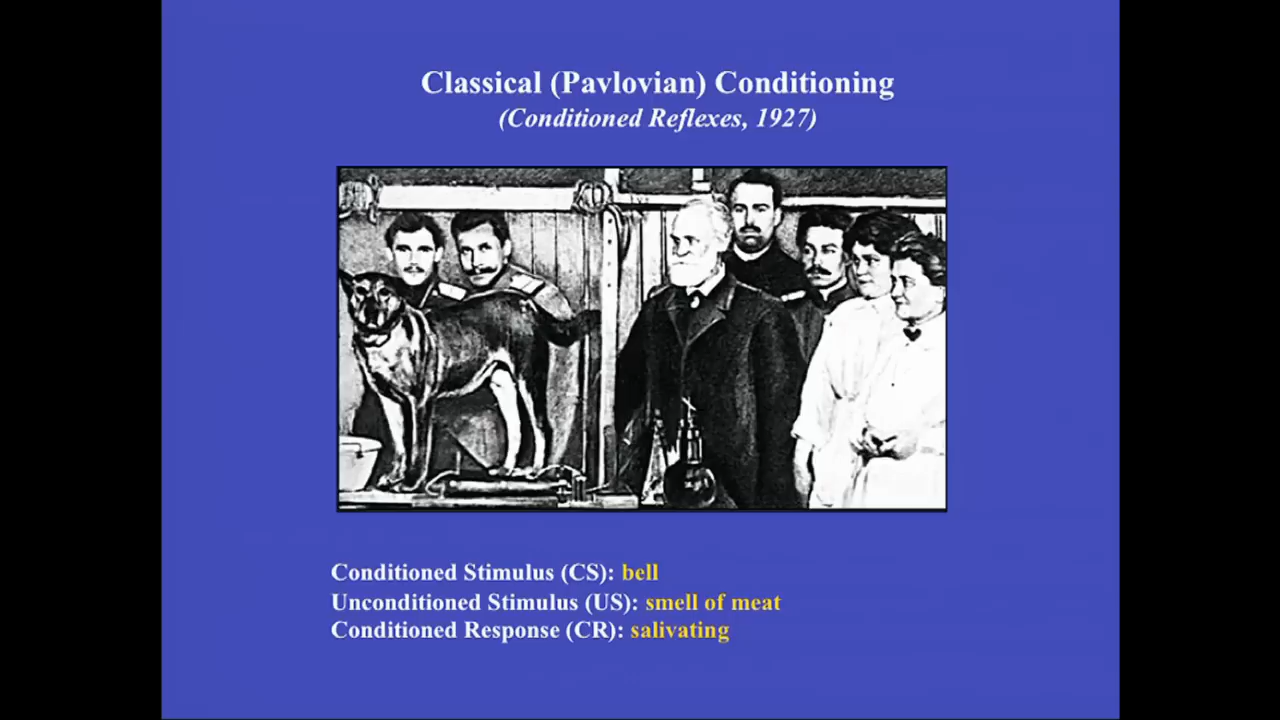 Classical (Pavlovian) Conditioning
(Conditioned Reflexes, 1927)
Conditioned Stimulus (CS): bell
Unconditioned Stimulus (US): smell of meat
Conditioned Response (CR): salivating